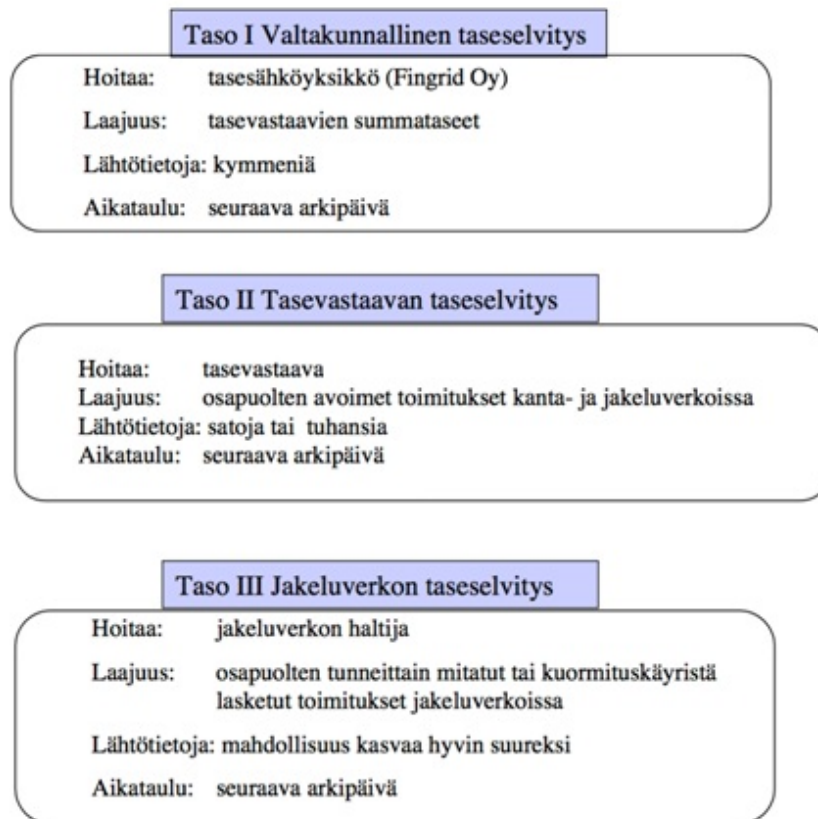 Taso I Valtakunnallinen taseselvitys
Hoitaa: tasesähköyksikkö (Fingrid Oy)
Laajuus: tasevastaavien summataseet
Lähtötietoja: kymmeniä
Aikataulu: seuraava arkipäivä
Taso II Tasevastaavan taseselvitys
Hoitaa: tasevastaava
Laajuus: osapuolten avoimet toimitukset kanta- ja jakeluverkoissa
Lähtötietoja: satoja tai tuhansia
Aikataulu: seuraava arkipäivä
Taso III Jakeluverkon taseselvitys
Hoitaa: jakeluverkon haltija
Laajuus: osapuolten tunneittain mitatut tai kuormituskäyristä
lasketut toimitukset jakeluverkoissa
Lähtötietoja: mahdollisuus kasvaa hyvin suureksi
Aikataulu: seuraava arkipäivä